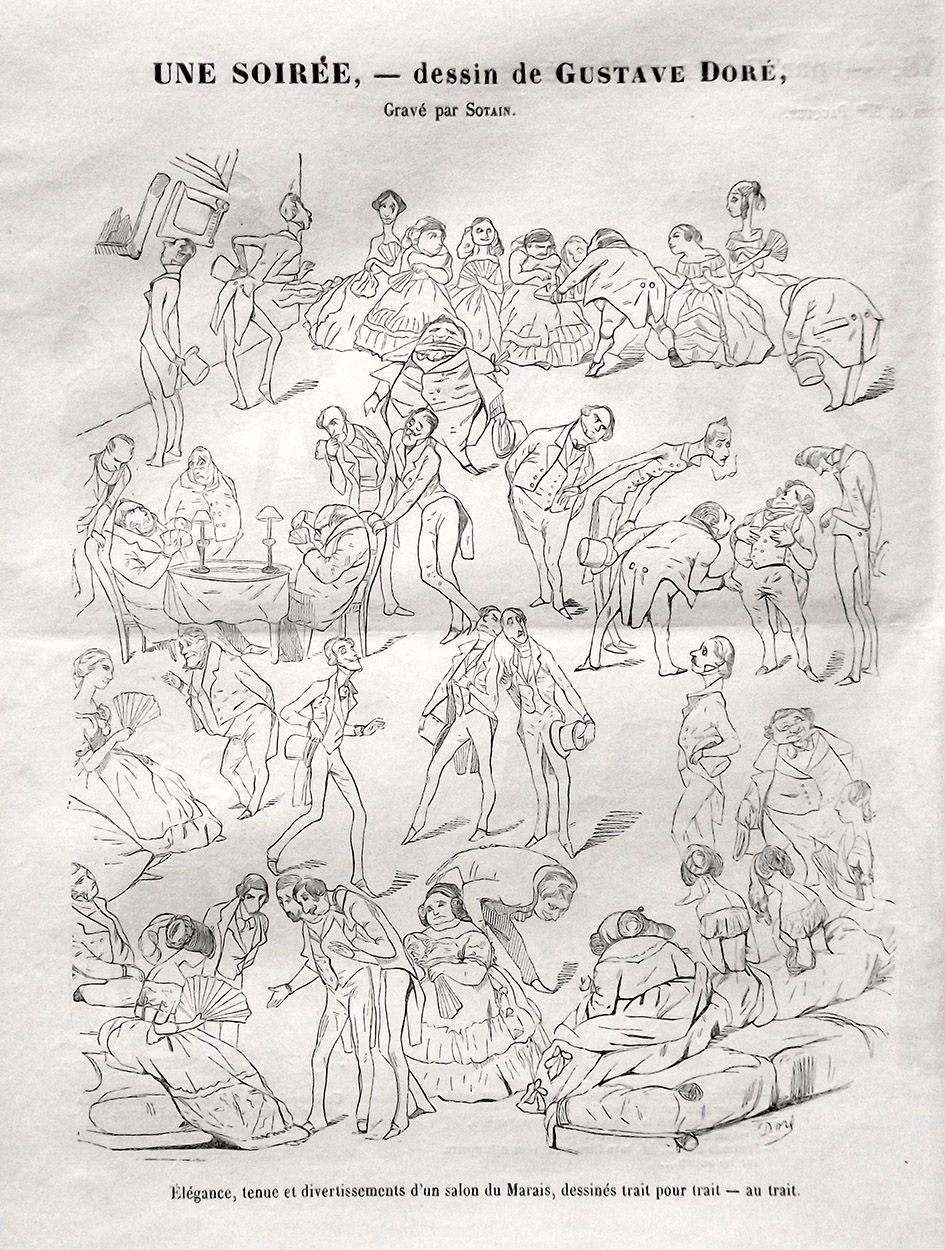 UNE SOIRÉE, — dessin de GUSTAVE DORÉ,
Gravé par SOTAIN.
Doré
Élégance, tenue et divertissements d'un salon du Marais, dessinés trait pour trait — au trait.